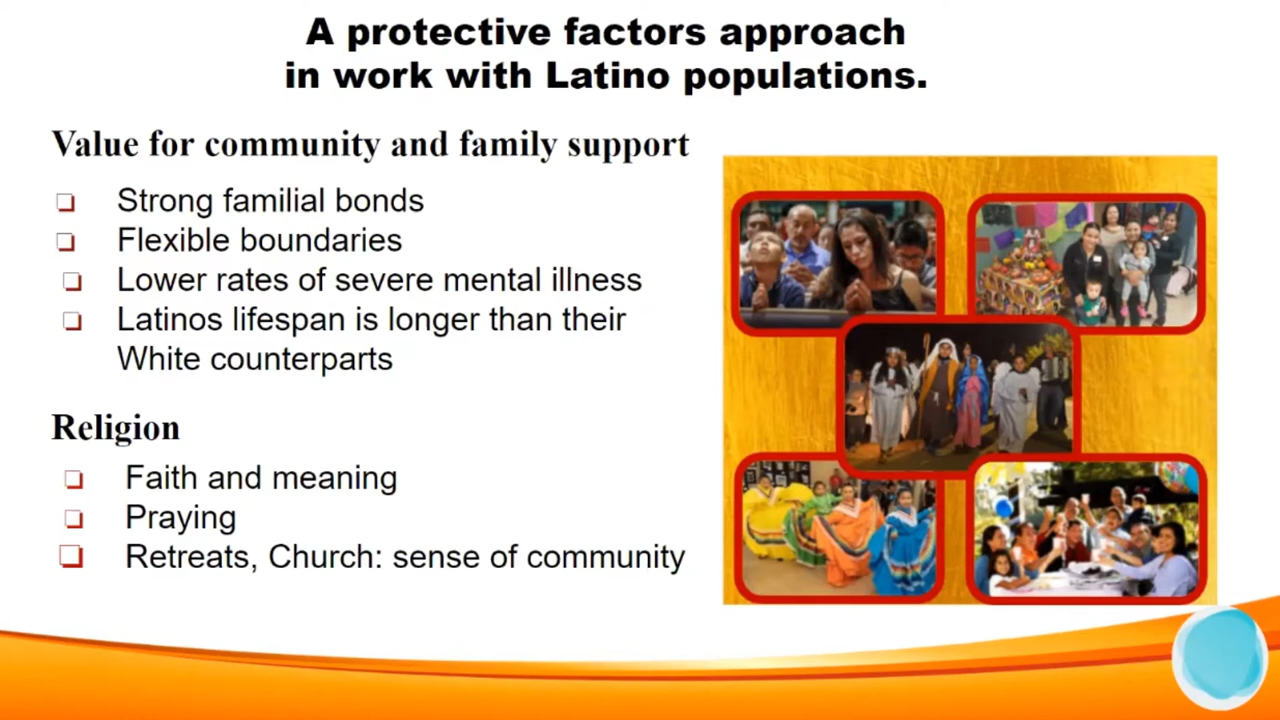 A protective factors approach
in work with Latino populations.
Value for community and family support
Strong familial bonds
Flexible boundaries
Lower rates of severe mental illness
Latinos lifespan is longer than their
White counterparts
Religion
Faith and meaning
Praying
Retreats, Church: sense of community